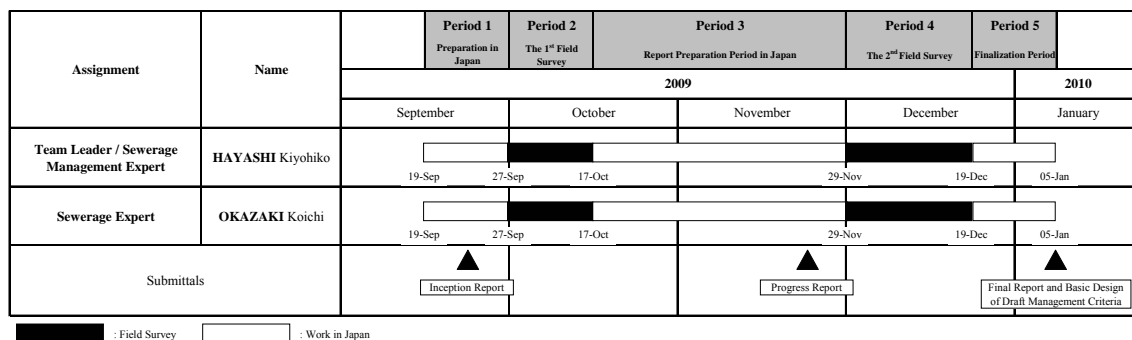 Assignment
Name
Period 1
Preparation in
Japan
Period 2
The 1st Field
Survey
Period 3
Report Preparation Period in Japan
Period 4
The 2nd Field Survey
Period 5
Finalization Period
2009
2010
September
October
November
December
January
Team Leader / Sewerage
Management Expert
HAYASHI Kiyohiko
19-Sep
27-Sep
17-Oct
29-Nov
19-Dec
05-Jan
Sewerage Expert
OKAZAKI Koichi
19-Sep
27-Sep
17-Oct
29-Nov
19-Dec
05-Jan
Submittals
Inception Report
Progress Report
Final Report and Basic Design
of Draft Management Criteria
: Field Survey
: Work in Japan